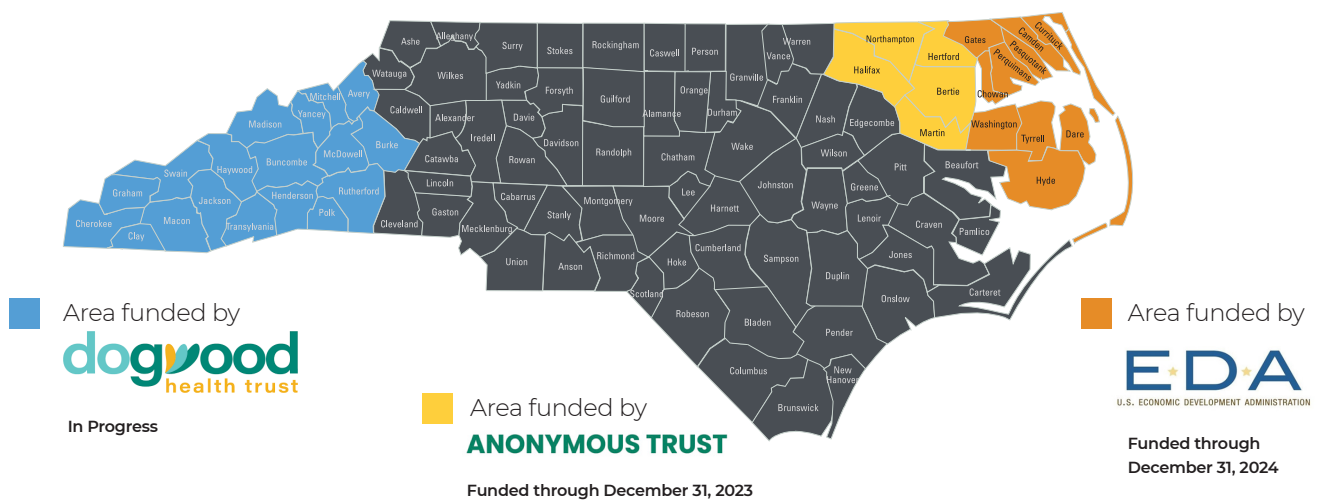 Ashe
Alleghany
Surry
Stokes
Rockingham
Caswell
Person
Granville
Vance
Warren
Northampton
Halifax
Hertford
Bertie
Martin
Gates
Currituck
Camden
Pasquotank
Perquimans
Chowan
Watauga
Wilkes
Yadkin
Forsyth
Guilford
Alamance
Orange
Durham
Franklin
Nash
Edgecombe
Washington
Tyrrell
Dare
Hyde
Mitchell
Avery
Yancey
Caldwell
Alexander
Iredell
Davie
Davidson
Randolph
Chatham
Wake
Wilson
Pitt
Beaufort
Madison
Buncombe
McDowell
Burke
Catawba
Rowan
Johnston
Greene
Wayne
Lenoir
Craven
Pamlico
Swain
Haywood
Graham
Jackson
Henderson
Rutherford
Polk
Cherokee
Clay
Macon
Transylvania
Cleveland
Lincoln
Gaston
Mecklenburg
Cabarrus
Stanly
Montgomery
Moore
Lee
Harnett
Union
Anson
Richmond
Scotland
Hoke
Cumberland
Sampson
Duplin
Jones
Onslow
Carteret
Robeson
Bladen
Pender
Columbus
New
Hanover
Brunswick
Area funded by
dogwood
health trust
In Progress
Area funded by
ANONYMOUS TRUST
Funded through December 31, 2023
Area funded by
EDA
U.S. ECONOMIC DEVELOPMENT ADMINISTRATION
Funded through
December 31, 2024